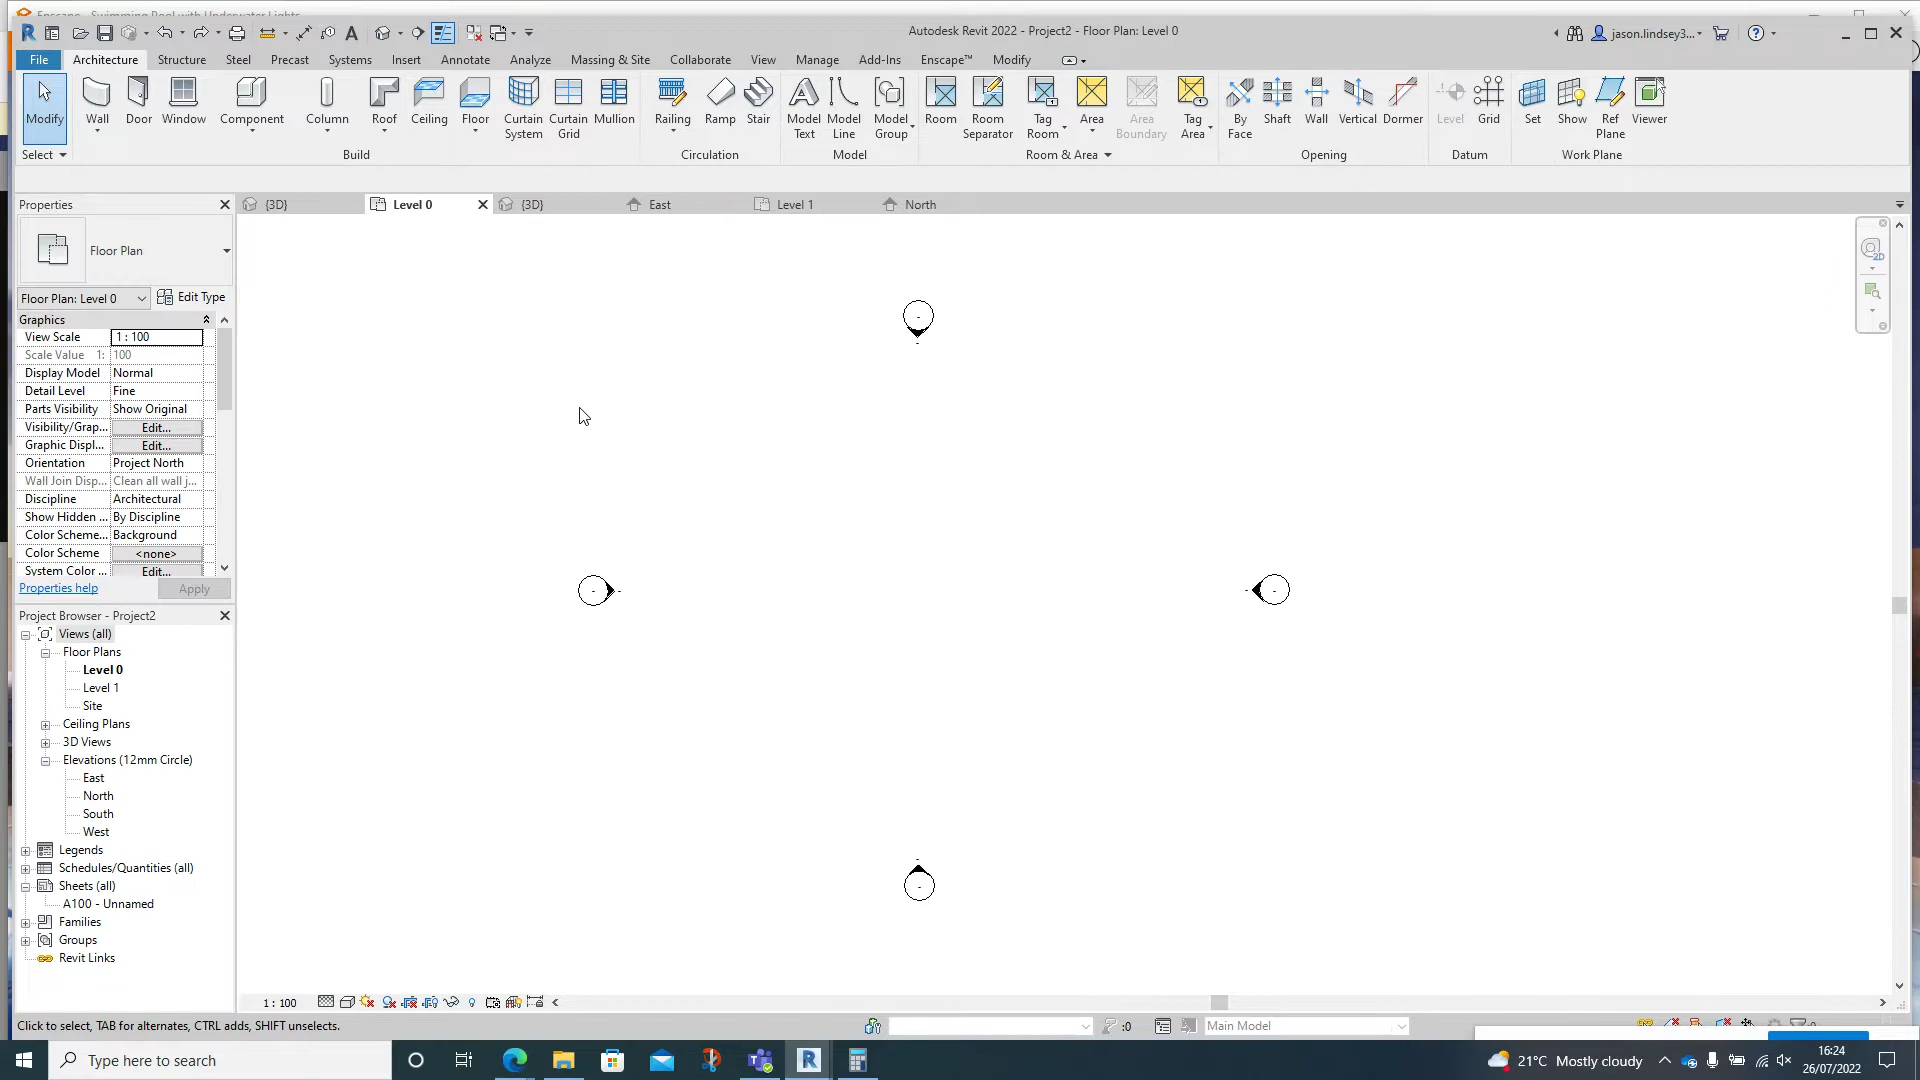 Enscape - Swimming Pool with Underwater Lights
Autodesk Revit 2022 - Project2 - Floor Plan: Level 0
jason.lindsey3...
File Architecture Structure Steel Precast Systems Insert Annotate Analyze Massing & Site Collaborate View Manage Add-Ins Enscape™ Modify
Modify Wall Door Window Component Column Roof Ceiling Floor Curtain System Curtain Grid Mullion Railing Ramp Stair Model Text Model Line Model Group Room Room Separator Tag Room Area Area Boundary Tag Area By Face Shaft Wall Vertical Dormer Level Grid Set Show Ref Plane Viewer
Select Build Circulation Model Room & Area Opening Datum Work Plane
Properties
{3D} Level 0 {3D} East Level 1 North
Floor Plan
Floor Plan: Level 0 Edit Type
Graphics
View Scale 1 : 100
Scale Value 1: 100
Display Model Normal
Detail Level Fine
Parts Visibility Show Original
Visibility/Grap... Edit...
Graphic Displ... Edit...
Orientation Project North
Wall Join Disp... Clean all wall j...
Discipline Architectural
Show Hidden ... By Discipline
Color Scheme... Background
Color Scheme <none>
System Color ... Edit...
Properties help Apply
Project Browser - Project2
Views (all)
Floor Plans
Level 0
Level 1
Site
Ceiling Plans
3D Views
Elevations (12mm Circle)
East
North
South
West
Legends
Schedules/Quantities (all)
Sheets (all)
A100 - Unnamed
Families
Groups
Revit Links
1 : 100
Click to select, TAB for alternates, CTRL adds, SHIFT unselects.
:0
Main Model
Type here to search
21°C Mostly cloudy
16:24
26/07/2022